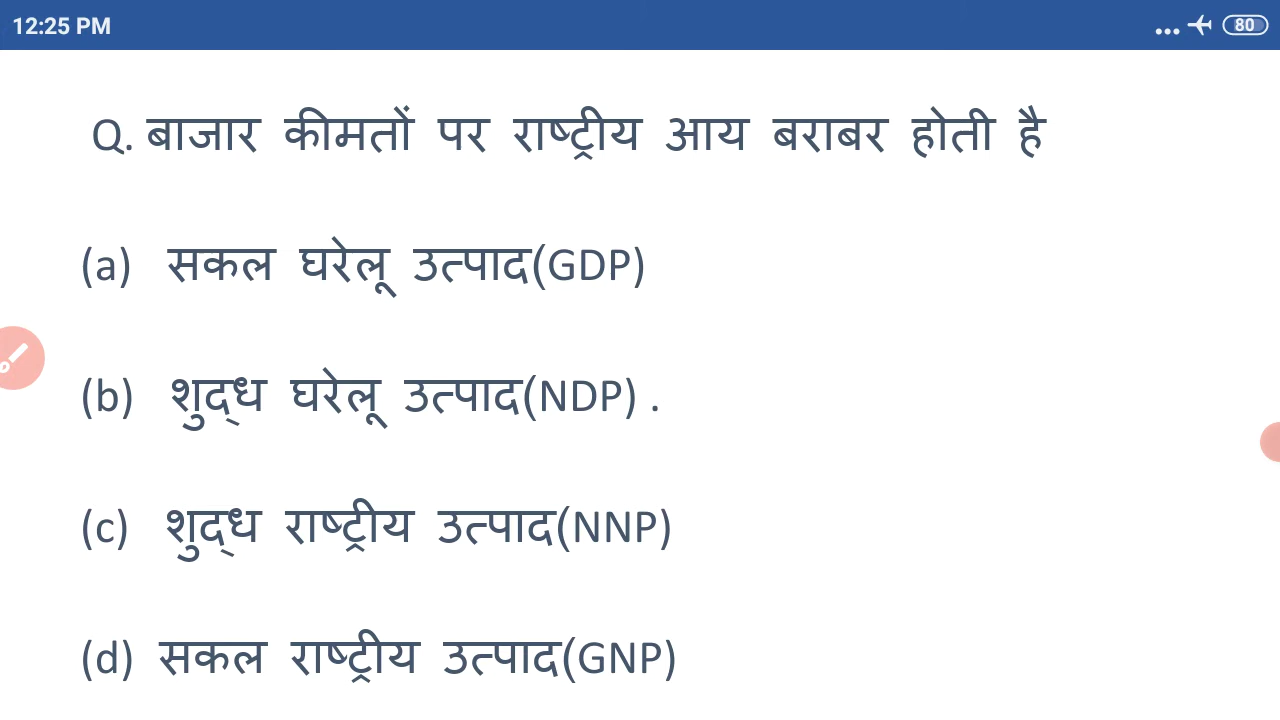 12:25 PM
... 80
Q. बाजार कीमतों पर राष्ट्रीय आय बराबर होती है
(a) सकल घरेलू उत्पाद(GDP)
(b) शुद्ध घरेलू उत्पाद(NDP) .
(c) शुद्ध राष्ट्रीय उत्पाद(NNP)
(d) सकल राष्ट्रीय उत्पाद(GNP)